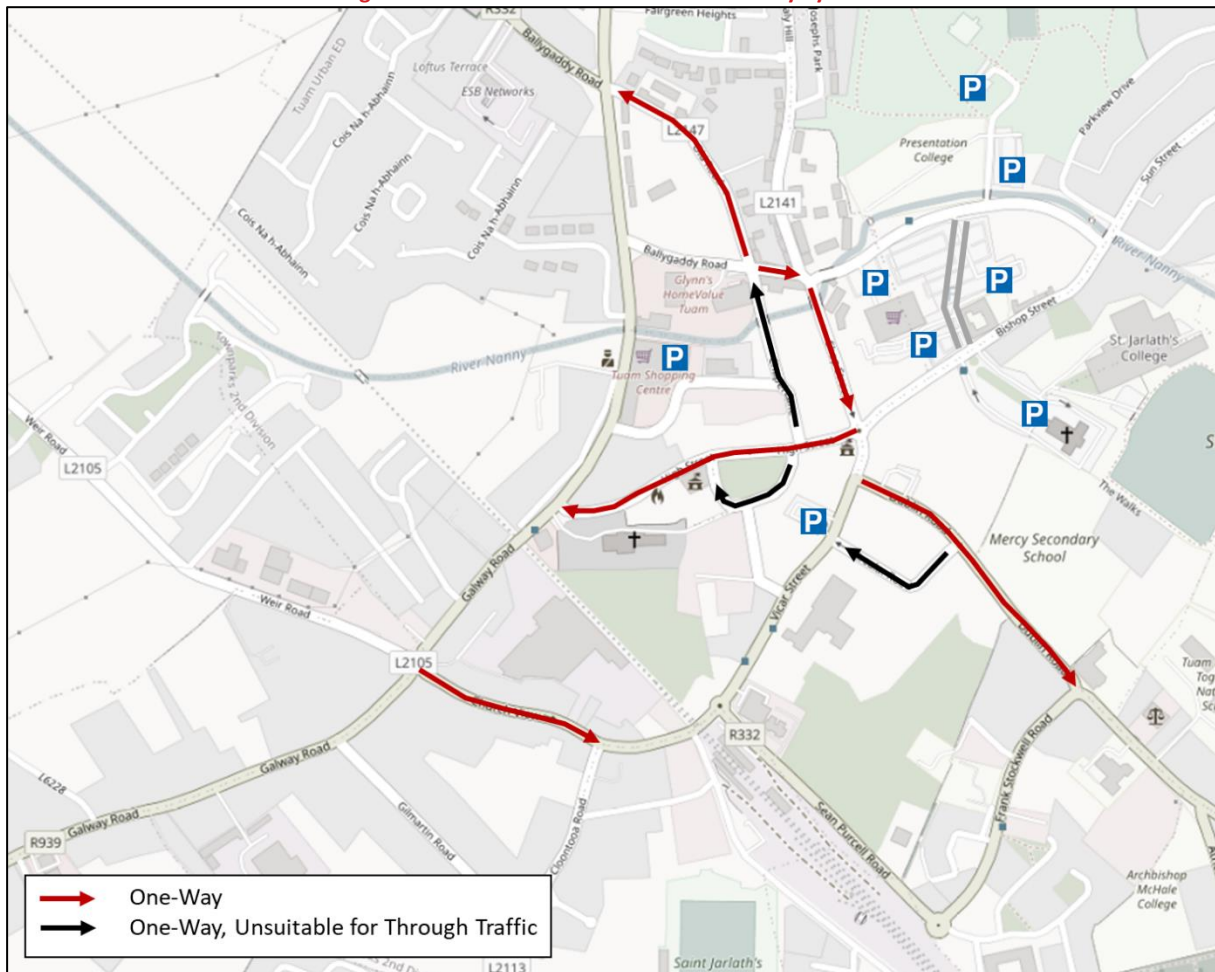 R332
Fairgreen Heights
Josephs Park
Ballygaddy Road
Tuam Urban ED
Loftus Terrace
ESB Networks
Cois Na h-Abhainn
Cois Na h-Abhainn
Cois Na h-Abhainn
Cois Na h-Abhainn
L2147
L2141
P
Presentation
College
P
Parkview Drive
Sun Street
River Nanny
Ballygaddy Road
Glynn's
HomeValue
Tuam
P
P
Bishop Street
St. Jarlath's
College
River Nanny
P
Tuam Shopping
Centre
P
P
Townparks 2nd Division
Weir Road
L2105
The Walks
P
Mercy Secondary
School
Galway Road
Vicar Street
Weir Road
L2105
R332
Galway Road
L6228
Galway Road
R939
Gilmartin Road
Cloontooa Road
Sean Purcell Road
Frank Stockwell Road
Archbishop
McHale
College
One-Way
One-Way, Unsuitable for Through Traffic
L2113
Saint Jarlath's